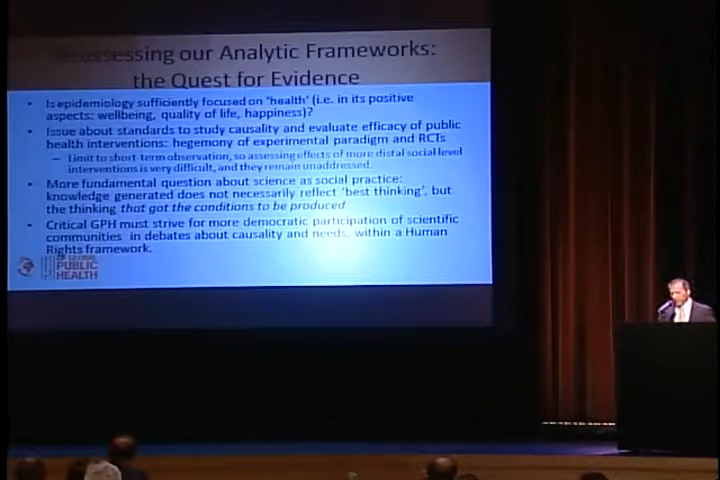 Reassessing our Analytic Frameworks:
the Quest for Evidence
• Is epidemiology sufficiently focused on 'health' (i.e. in its positive
aspects: wellbeing, quality of life, happiness)?
• Issue about standards to study causality and evaluate efficacy of public
health interventions: hegemony of experimental paradigm and RCTs
– Limit to short-term observation, so assessing effects of more distal social level
interventions is very difficult, and they remain unaddressed.
• More fundamental question about science as social practice:
knowledge generated does not necessarily reflect 'best thinking', but
the thinking that got the conditions to be produced
• Critical GPH must strive for more democratic participation of scientific
communities in debates about causality and needs, within a Human
Rights framework.
GLOBAL
PUBLIC
HEALTH